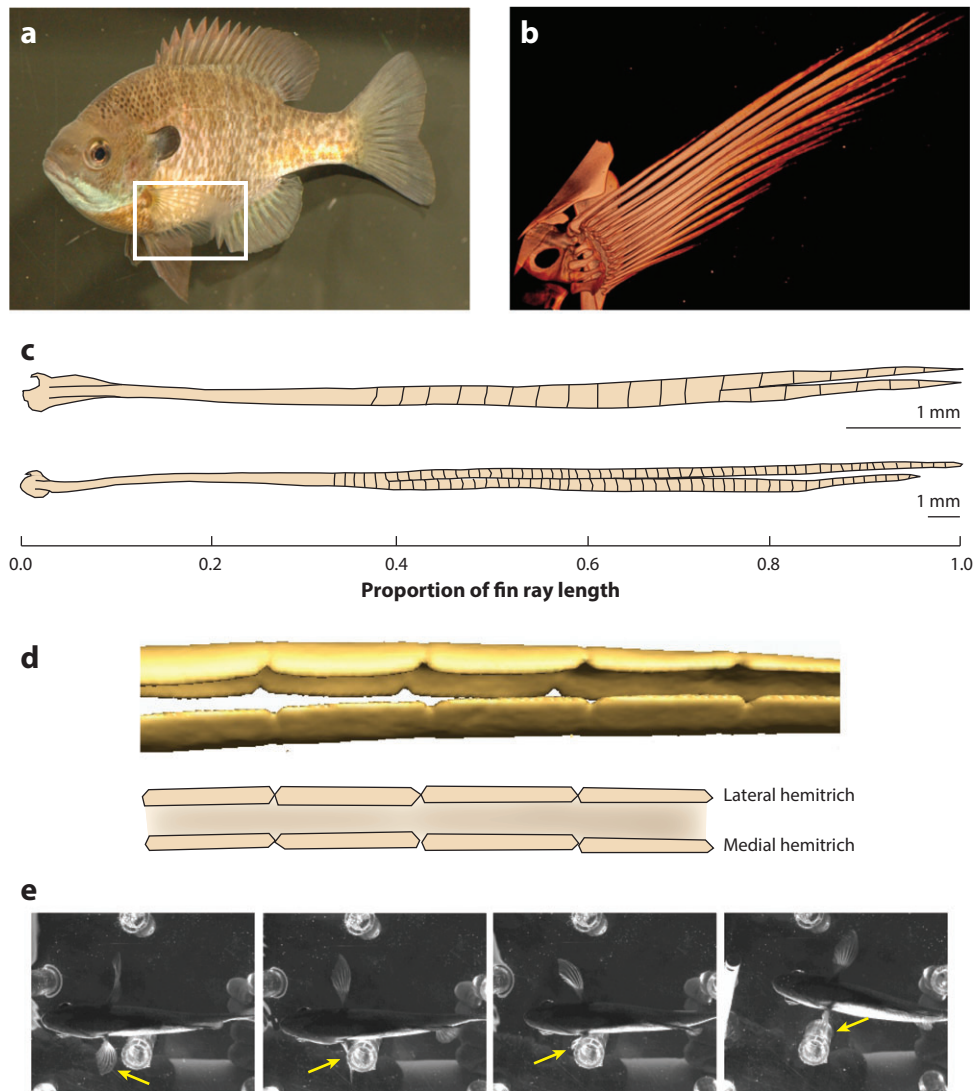 a
b
c
1 mm
1 mm
0.0 0.2 0.4 0.6 0.8 1.0
Proportion of fin ray length
d
Lateral hemitrich
Medial hemitrich
e